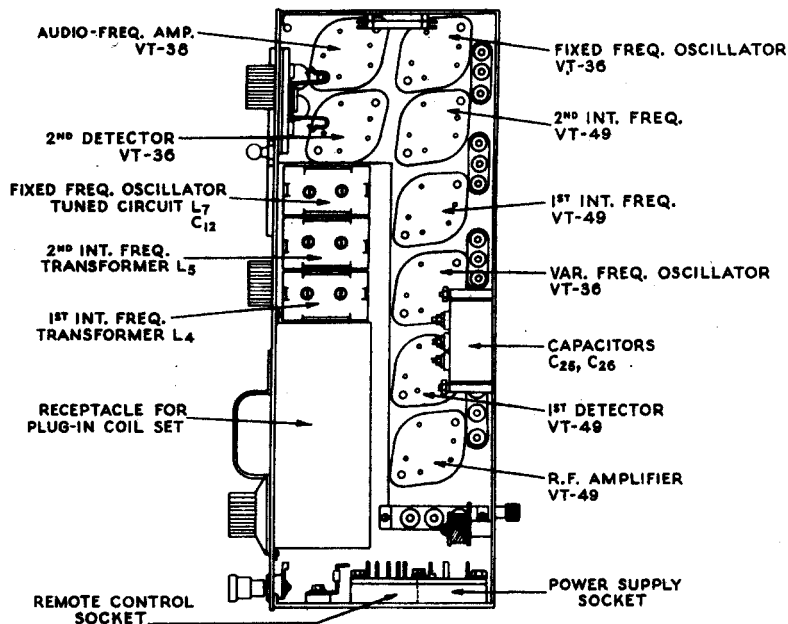 AUDIO-FREQ. AMP.
VT-38
2ND DETECTOR
VT-36
FIXED FREQ. OSCILLATOR
TUNED CIRCUIT L7
C12
2ND INT. FREQ.
TRANSFORMER L5
1ST INT. FREQ.
TRANSFORMER L4
RECEPTACLE FOR
PLUG-IN COIL SET
REMOTE CONTROL
SOCKET
FIXED FREQ. OSCILLATOR
VT-36
2ND INT. FREQ.
VT-49
1ST INT. FREQ.
VT-49
VAR. FREQ. OSCILLATOR
VT-36
CAPACITORS
C25, C26
1ST DETECTOR
VT-49
R.F. AMPLIFIER
VT-49
POWER SUPPLY
SOCKET